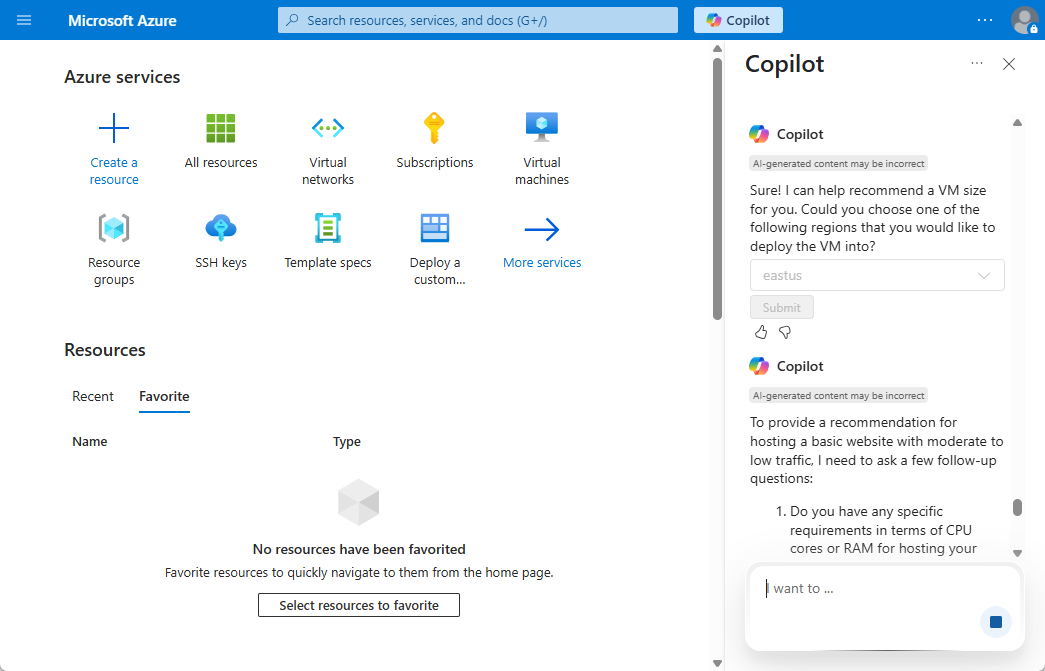 Microsoft Azure
Search resources, services, and docs (G+/)
Copilot
Azure services
Create a
resource
All resources
Virtual
networks
Subscriptions
Virtual
machines
Resource
groups
SSH keys
Template specs
Deploy a
custom...
More services
Resources
Recent
Favorite
Name
Type
No resources have been favorited
Favorite resources to quickly navigate to them from the home page.
Select resources to favorite
Copilot
Copilot
AI-generated content may be incorrect
Sure! I can help recommend a VM size
for you. Could you choose one of the
following regions that you would like to
deploy the VM into?
eastus
Submit
Copilot
AI-generated content may be incorrect
To provide a recommendation for
hosting a basic website with moderate to
low traffic, I need to ask a few follow-up
questions:
1. Do you have any specific
requirements in terms of CPU
cores or RAM for hosting your
I want to ...